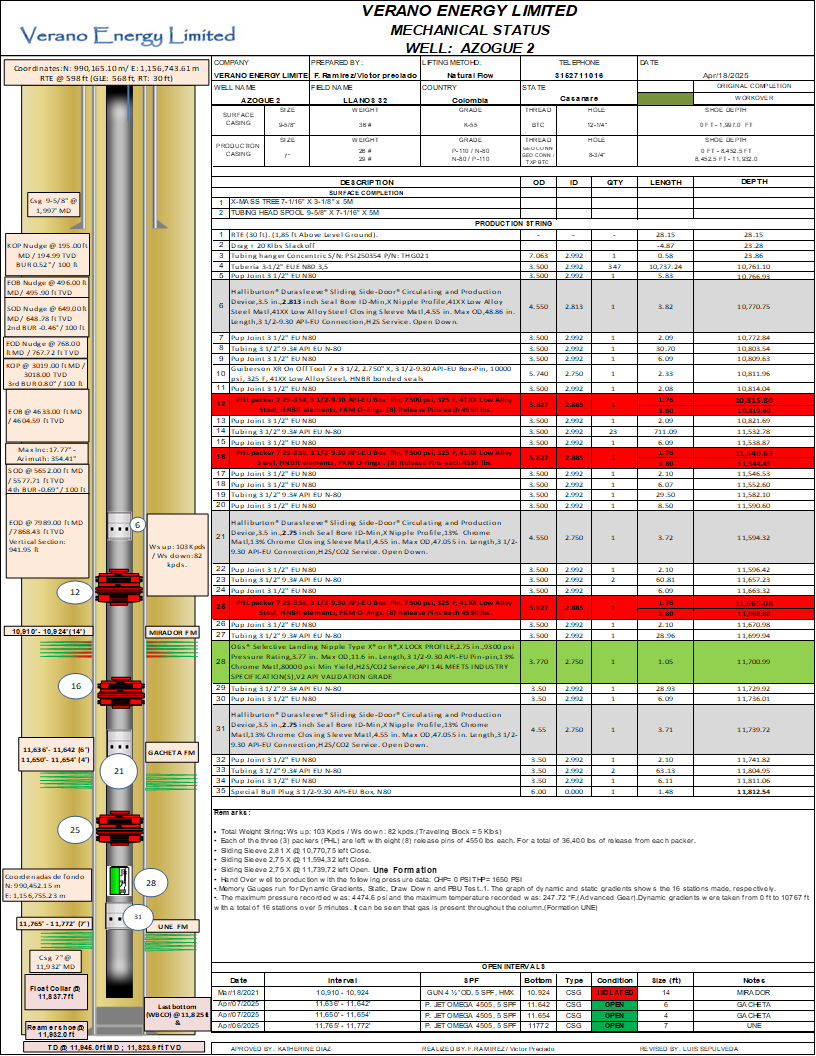 VERANO ENERGY LIMITED
MECHANICAL STATUS
WELL: AZOGUE 2
Verano Energy Limited
COMPANY PREPARED BY : LIFTING METOHD: TELEPHONE DATE
VERANO ENERGY LIMITE F. Ramirez/Victor preciado Natural Flow 3152711016 Apr/18/2025
WELL NAME FIELD NAME COUNTRY STATE ORIGINAL COMPLETION
AZOGUE 2 LLANOS 32 Colombia Casanare WORKOVER
SURFACE CASING SIZE WEIGHT GRADE THREAD HOLE SHOE DEPTH
9-5/8" 36 # K-55 BTC 12-1/4" 0 FT - 1,997.0 FT
PRODUCTION CASING SIZE WEIGHT GRADE THREAD HOLE SHOE DEPTH
7" 26 # P-110 / N-80 GEO CONN 8-3/4" 0 FT - 8,452.5 FT
29 # N-80 / P-110 GEO CONN / TXP BTC 8,452.5 FT - 11,932.0
DESCRIPTION OD ID QTY LENGTH DEPTH
SURFACE COMPLETION
1 X-MASS TREE 7-1/16" X 3-1/8" x 5M
2 TUBING HEAD SPOOL 9-5/8" X 7-1/16" X 5M
PRODUCTION STRING
1 RTE (30 ft). (1,85 ft Above Level Ground). - - - 28.15 28.15
2 Drag + 20 Klbs Slackoff -4.87 23.28
3 Tubing hanger Concentric S/N: PSI250354 P/N: THG021 7.063 2.992 1 0.58 23.86
4 Tuberia 3-1/2" EUE N80 3,5 3.500 2.992 347 10,737.24 10,761.10
5 Pup Joint 3 1/2" EU N80 3.500 2.992 1 5.83 10,766.93
6 Halliburton® Durasleeve® Sliding Side-Door® Circulating and Production
Device,3.5 in.,2.813 inch Seal Bore ID-Min,X Nipple Profile,41XX Low Alloy
Steel Matl,41XX Low Alloy Steel Closing Sleeve Matl,4.55 in. Max OD,48.86 in.
Length,3 1/2-9.30 API-EU Connection,H2S Service. Open Down. 4.550 2.813 1 3.82 10,770.75
7 Pup Joint 3 1/2" EU N80 3.500 2.992 1 2.09 10,772.84
8 Tubing 3 1/2" 9.3# API EU N-80 3.500 2.992 1 30.70 10,803.54
9 Pup Joint 3 1/2" EU N80 3.500 2.992 1 6.09 10,809.63
10 Guiberson XR On Off Tool 7 x 3 1/2, 2.750" X, 3 1/2-9.30 API-EU Box-Pin, 10000
psi, 325 F, 41XX Low Alloy Steel, HNBR bonded seals 5.740 2.750 1 2.33 10,811.96
11 Pup Joint 3 1/2" EU N80 3.500 2.992 1 2.08 10,814.04
12 PHL packer 7 29-35#, 3 1/2-9.30 API-EU Box_Pin, 7500 psi, 325 F, 41XX Low Alloy
Steel, HNBR elements, FKM O-rings. (8) Release Pins each 4550 lbs. 5.827 2.885 1 1.76 10,815.80
3.80 10,819.60
13 Pup Joint 3 1/2" EU N80 3.500 2.992 1 2.09 10,821.69
14 Tubing 3 1/2" 9.3# API EU N-80 3.500 2.992 23 711.09 11,532.78
15 Pup Joint 3 1/2" EU N80 3.500 2.992 1 6.09 11,538.87
16 PHL packer 7 29-35#, 3 1/2-9.30 API-EU Box_Pin, 7500 psi, 325 F, 41XX Low Alloy
Steel, HNBR elements, FKM O-rings . (8) Release Pins each 4550 lbs. 5.827 2.885 1 1.76 11,540.63
3.80 11,544.43
17 Pup Joint 3 1/2" EU N80 3.500 2.992 1 2.10 11,546.53
18 Pup Joint 3 1/2" EU N80 3.500 2.992 1 6.07 11,552.60
19 Tubing 3 1/2" 9.3# API EU N-80 3.500 2.992 1 29.50 11,582.10
20 Pup Joint 3 1/2" EU N80 3.500 2.992 1 8.50 11,590.60
21 Halliburton® Durasleeve® Sliding Side-Door® Circulating and Production
Device,3.5 in.,2.75 inch Seal Bore ID-Min,X Nipple Profile,13% Chrome
Matl,13% Chrome Closing Sleeve Matl,4.55 in. Max OD,47.055 in. Length,3 1/2-
9.30 API-EU Connection,H2S/CO2 Service. Open Down. 4.550 2.750 1 3.72 11,594.32
22 Pup Joint 3 1/2" EU N80 3.500 2.992 1 2.10 11,596.42
23 Tubing 3 1/2" 9.3# API EU N-80 3.500 2.992 2 60.81 11,657.23
24 Pup Joint 3 1/2" EU N80 3.500 2.992 1 6.09 11,663.32
25 PHL packer 7 29-35#, 3 1/2-9.30 API-EU Box_Pin, 7500 psi, 325 F, 41XX Low Alloy
Steel, HNBR elements, FKM O-rings. (8) Release Pins each 4550 lbs. 5.827 2.885 1 1.76 11,665.08
3.80 11,668.88
26 Pup Joint 3 1/2" EU N80 3.500 2.992 1 2.10 11,670.98
27 Tubing 3 1/2" 9.3# API EU N-80 3.500 2.992 1 28.96 11,699.94
28 Otis® Selective Landing Nipple Type X® or R®,X LOCK PROFILE,2.75 in.,9300 psi
Pressure Rating,3.77 in. Max OD,11.6 in. Length,3 1/2-9.30 API-EU Pin-pin,13%
Chrome Matl,80000 psi Min Yield,H2S/CO2 Service,API 14L MEETS INDUSTRY
SPECIFICATION(S),V2 API VALIDATION GRADE 3.770 2.750 1 1.05 11,700.99
29 Tubing 3 1/2" 9.3# API EU N-80 3.50 2.992 1 28.93 11,729.92
30 Pup Joint 3 1/2" EU N80 3.50 2.992 1 6.09 11,736.01
31 Halliburton® Durasleeve® Sliding Side-Door® Circulating and Production
Device,3.5 in.,2.75 inch Seal Bore ID-Min,X Nipple Profile,13% Chrome
Matl,13% Chrome Closing Sleeve Matl,4.55 in. Max OD,47.055 in. Length,3 1/2-
9.30 API-EU Connection,H2S/CO2 Service. Open Down. 4.55 2.750 1 3.71 11,739.72
32 Pup Joint 3 1/2" EU N80 3.50 2.992 1 2.10 11,741.82
33 Tubing 3 1/2" 9.3# API EU N-80 3.50 2.992 2 63.13 11,804.95
34 Pup Joint 3 1/2" EU N80 3.50 2.992 1 6.11 11,811.06
35 Special Bull Plug 3 1/2-9.30 API-EU Box, N80 6.00 0.000 1 1.48 11,812.54
Remarks:
• Total Weight String: Ws up: 103 Kpds / Ws down: 82 kpds.(Traveling Block = 5 Klbs)
• Each of the three (3) packers (PHL) are left with eight (8) release pins of 4550 lbs each. For a total of 36,400 lbs of release from each packer.
• Sliding Sleeve 2,81 X @ 10,770,75 left Close.
• Sliding Sleeve 2,75 X @ 11,594,32 left Close.
• Sliding Sleeve 2,75 X @ 11,739,72 left Open. Une Formation
• Hand Over well to production with the following pressure data: CHP= 0 PSI THP= 1650 PSI
•.Memory Gauges run for Dynamic Gradients, Static, Draw Down and PBU Test..1. The graph of dynamic and static gradients shows the 16 stations made, respectively.
•. The maximum pressure recorded was: 4474.6 psi and the maximum temperature recorded was: 247.72 °F.(Advanced Gear).Dynamic gradients were taken from 0 ft to 10767 ft
with a total of 16 stations over 5 minutes . It can be seen that gas is present throughout the column.(Formation UNE)
OPEN INTERVALS
Date Interval SPF Bottom Type Condition Size (ft) Notes
Mar/18/2021 10,910 - 10,924 GUN 4 ½" OD, 5 SPF, HMX 10,924 CSG ISOLATED 14 MIRADOR
Apr/07/2025 11,636' - 11,642' P. JET OMEGA 4505, 5 SPF 11.642 CSG OPEN 6 GACHETA
Apr/07/2025 11,650' - 11,654' P. JET OMEGA 4505, 5 SPF 11.654 CSG OPEN 4 GACHETA
Apr/06/2025 11,765' - 11,772' P. JET OMEGA 4505, 5 SPF 11772 CSG OPEN 7 UNE
APROVED BY : KATHERINE DIAZ REALIZED BY: F.RAMIREZ / Victor Preciado REVISED BY : LUIS SEPULVEDA
Coordinates: N: 990,165.10 m/ E: 1,156,743.61 m
RTE @ 598 ft (GLE: 568 ft, RT: 30 ft)
Csg 9-5/8" @
1,997' MD
KOP Nudge @ 195.00 ft
MD / 194.99 TVD
BUR 0.52°/ 100 ft
EOB Nudge @ 496.00 ft
MD/ 495.90 ft TVD
SOD Nudge @ 649.00 ft
MD/ 648.78 ft TVD
2nd BUR -0.46°/ 100 ft
EOD Nudge @ 768.00
ft MD / 767.72 ft TVD
KOP @ 3019.00 ft MD /
3018.00 TVD
3rd BUR 0.80°/ 100 ft
EOB @ 4633.00 ft MD
/ 4604.59 ft TVD
Max Inc: 17.77° -
Azimuth: 354.41°
SOD @ 5652.00 ft MD
/ 5577.71 ft TVD
4th BUR -0.69°/ 100 ft
EOD @ 7989.00 ft MD
/ 7868.43 ft TVD
Vertical Section:
941.95 ft
6
Ws up: 103 Kpds
/ Ws down: 82
kpds.
12
10,910'- 10,924' (14')
MIRADOR FM
16
11,636'- 11,642 (6')
11,650'- 11,654' (4')
GACHETA FM
21
25
Coordenadas de fondo
N: 990,452.15 m
E: 1,156,755.23 m
28
31
11,765' - 11,772' (7')
UNE FM
Csg 7" @
11,932' MD
Float Collar @
11,837.7 ft
Last bottom
(WBCO) @ 11,825 ft
&
Reamer shoe @
11,932.0 ft
TD @ 11,945.0 ft MD ; 11,823.9 ft TVD